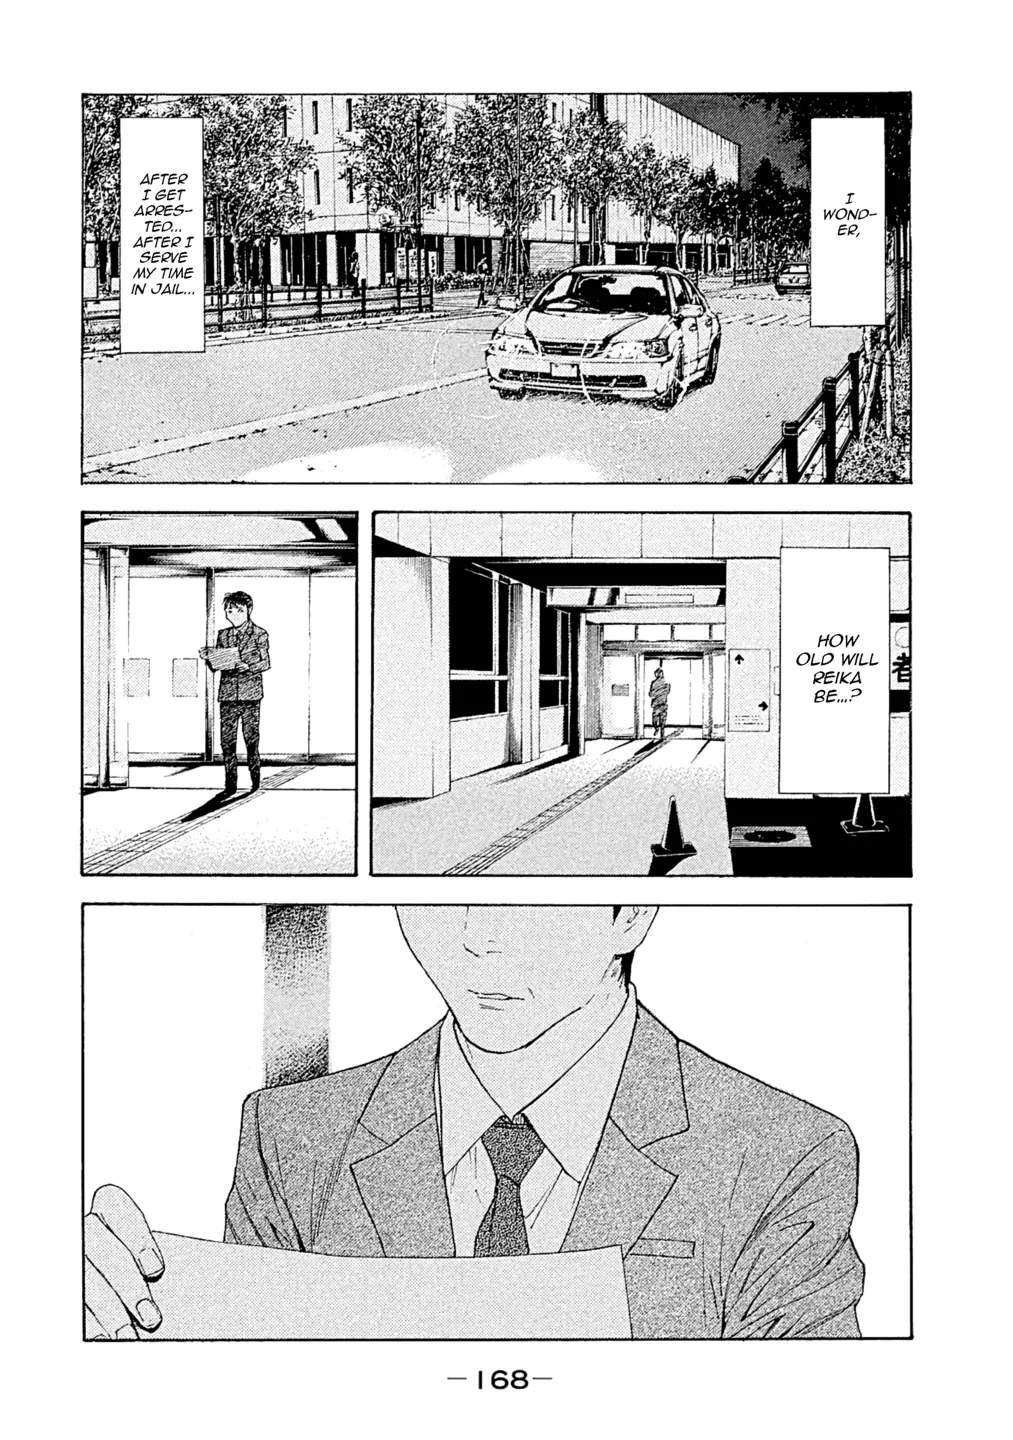 I
WOND-
ER,
AFTER
I GET
ARRES-
TED...
AFTER I
SERVE
MY TIME
IN JAIL...
HOW
OLD WILL
REIKA
BE...?
者
-168-